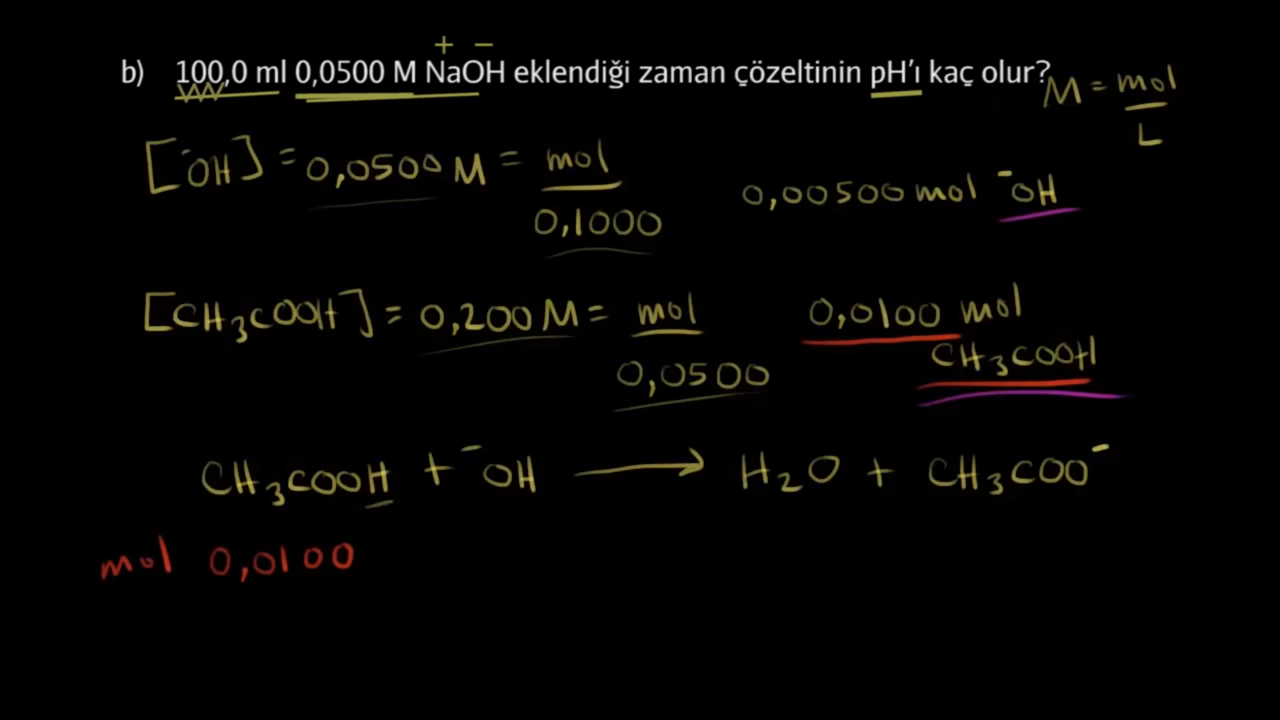 b) 100,0 ml 0,0500 M NaOH eklendiği zaman çözeltinin pH'ı kaç olur?
+ −
M = mol / L
[⁻OH] = 0,0500 M = mol / 0,1000
0,00500 mol ⁻OH
[CH₃COOH] = 0,200 M = mol / 0,0500
0,0100 mol
CH₃COOH
CH₃COOH + ⁻OH → H₂O + CH₃COO⁻
mol 0,0100